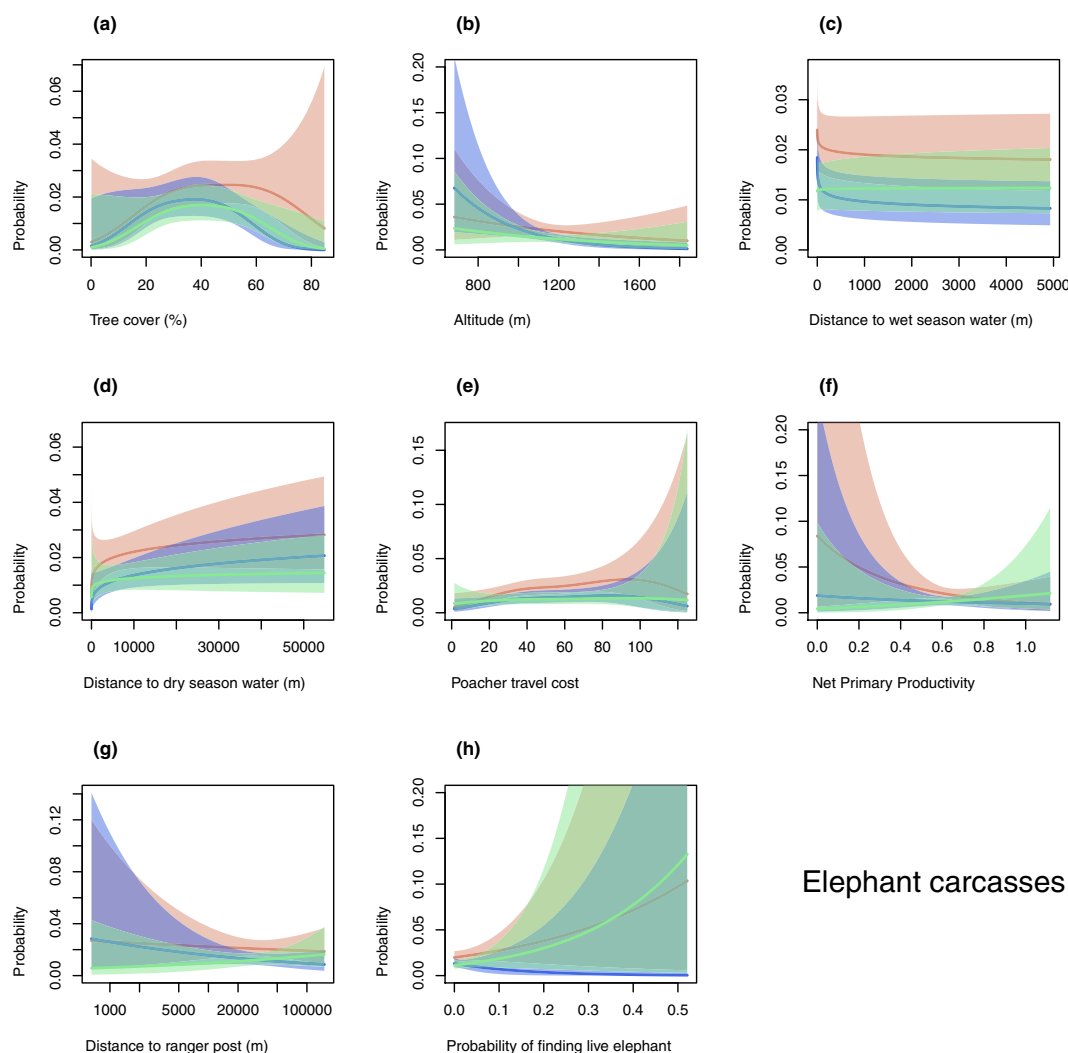 (a)
(b)
(c)
Probability
0.00 0.02 0.04 0.06
0 20 40 60 80
Tree cover (%)
Probability
0.00 0.05 0.10 0.15 0.20
800 1200 1600
Altitude (m)
Probability
0.00 0.01 0.02 0.03
0 1000 2000 3000 4000 5000
Distance to wet season water (m)
(d)
(e)
(f)
Probability
0.00 0.02 0.04 0.06
0 10000 30000 50000
Distance to dry season water (m)
Probability
0.00 0.05 0.10 0.15
0 20 40 60 80 100
Poacher travel cost
Probability
0.00 0.05 0.10 0.15 0.20
0.0 0.2 0.4 0.6 0.8 1.0
Net Primary Productivity
(g)
(h)
Probability
0.00 0.04 0.08 0.12
1000 5000 20000 100000
Distance to ranger post (m)
Probability
0.00 0.05 0.10 0.15 0.20
0.0 0.1 0.2 0.3 0.4 0.5
Probability of finding live elephant
Elephant carcasses